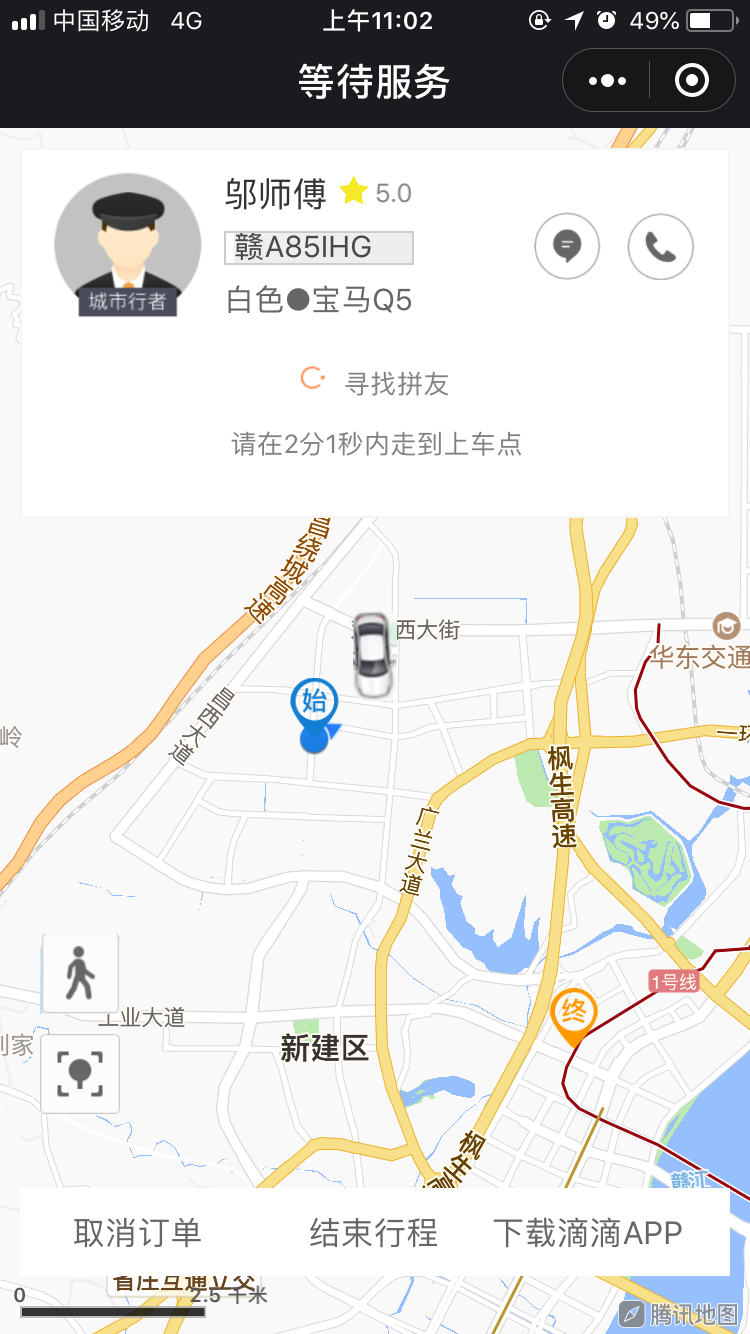 中国移动 4G 上午11:02 49%
等待服务
邬师傅 5.0
赣A85IHG
城市行者
白色●宝马Q5
寻找拼友
请在2分1秒内走到上车点
昌绕城高速
西大街
华东交通
始
昌西大道
岭
一环
枫生高速
广兰大道
1号线
终
工业大道
新建区
刘家
枫生高
赣江
取消订单 结束行程 下载滴滴APP
省庄互通立交
0 2.5 千米
腾讯地图